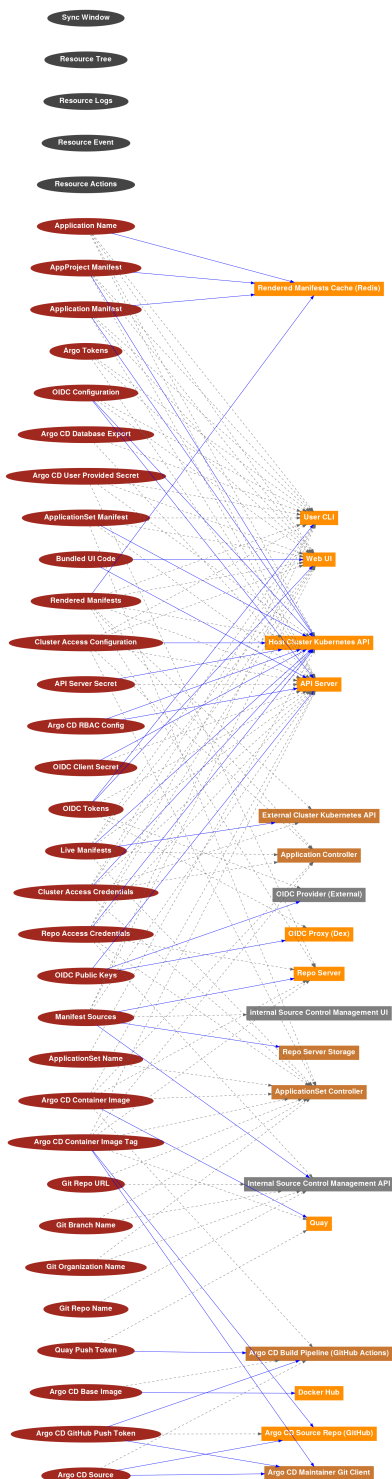 Sync Window
Resource Tree
Resource Logs
Resource Event
Resource Actions
Application Name
AppProject Manifest
Rendered Manifests Cache (Redis)
Application Manifest
Argo Tokens
OIDC Configuration
Argo CD Database Export
Argo CD User Provided Secret
ApplicationSet Manifest
User CLI
Bundled UI Code
Web UI
Rendered Manifests
Cluster Access Configuration
Host Cluster Kubernetes API
API Server Secret
API Server
Argo CD RBAC Config
OIDC Client Secret
OIDC Tokens
External Cluster Kubernetes API
Live Manifests
Application Controller
Cluster Access Credentials
OIDC Provider (External)
Repo Access Credentials
OIDC Proxy (Dex)
OIDC Public Keys
Repo Server
Manifest Sources
Internal Source Control Management UI
ApplicationSet Name
Repo Server Storage
Argo CD Container Image
ApplicationSet Controller
Argo CD Container Image Tag
Git Repo URL
Internal Source Control Management API
Git Branch Name
Quay
Git Organization Name
Git Repo Name
Quay Push Token
Argo CD Build Pipeline (GitHub Actions)
Argo CD Base Image
Docker Hub
Argo CD GitHub Push Token
Argo CD Source Repo (GitHub)
Argo CD Source
Argo CD Maintainer Git Client